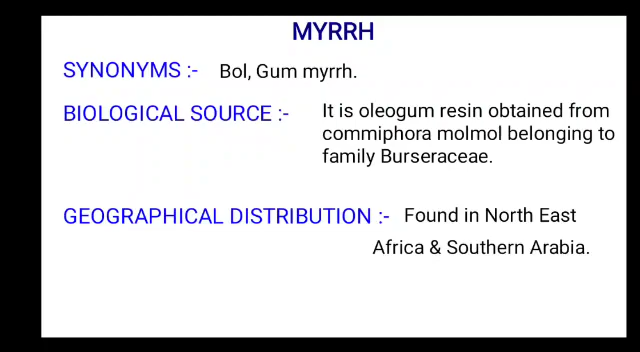 MYRRH
SYNONYMS :- Bol, Gum myrrh.
BIOLOGICAL SOURCE :- It is oleogum resin obtained from
commiphora molmol belonging to
family Burseraceae.
GEOGRAPHICAL DISTRIBUTION :- Found in North East
Africa & Southern Arabia.